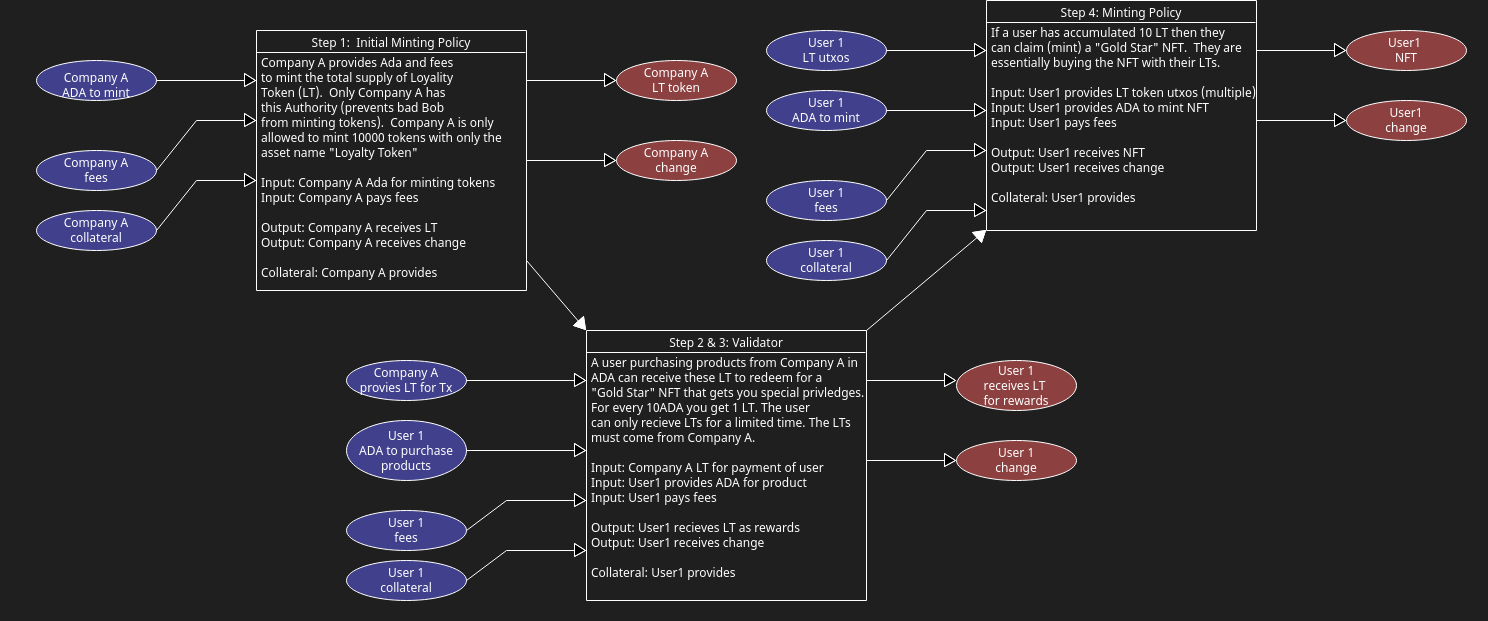 Company A
ADA to mint
Company A
fees
Company A
collateral
Step 1:  Initial Minting Policy
Company A provides Ada and fees
to mint the total supply of Loyality
Token (LT).  Only Company A has
this Authority (prevents bad Bob
from minting tokens).  Company A is only
allowed to mint 10000 tokens with only the
asset name "Loyalty Token"
Input: Company A Ada for minting tokens
Input: Company A pays fees
Output: Company A receives LT
Output: Company A receives change
Collateral: Company A provides
Company A
LT token
Company A
change
User 1
LT utxos
User 1
ADA to mint
User 1
fees
User 1
collateral
Step 4: Minting Policy
If a user has accumulated 10 LT then they
can claim (mint) a "Gold Star" NFT.  They are
essentially buying the NFT with their LTs.
Input: User1 provides LT token utxos (multiple)
Input: User1 provides ADA to mint NFT
Input: User1 pays fees
Output: User1 receives NFT
Output: User1 receives change
Collateral: User1 provides
User1
NFT
User1
change
Company A
provies LT for Tx
User 1
ADA to purchase
products
User 1
fees
User 1
collateral
Step 2 & 3: Validator
A user purchasing products from Company A in
ADA can receive these LT to redeem for a
"Gold Star" NFT that gets you special privledges.
For every 10ADA you get 1 LT. The user
can only recieve LTs for a limited time. The LTs
must come from Company A.
Input: Company A LT for payment of user
Input: User1 provides ADA for product
Input: User1 pays fees
Output: User1 recieves LT as rewards
Output: User1 receives change
Collateral: User1 provides
User 1
receives LT
for rewards
User 1
change